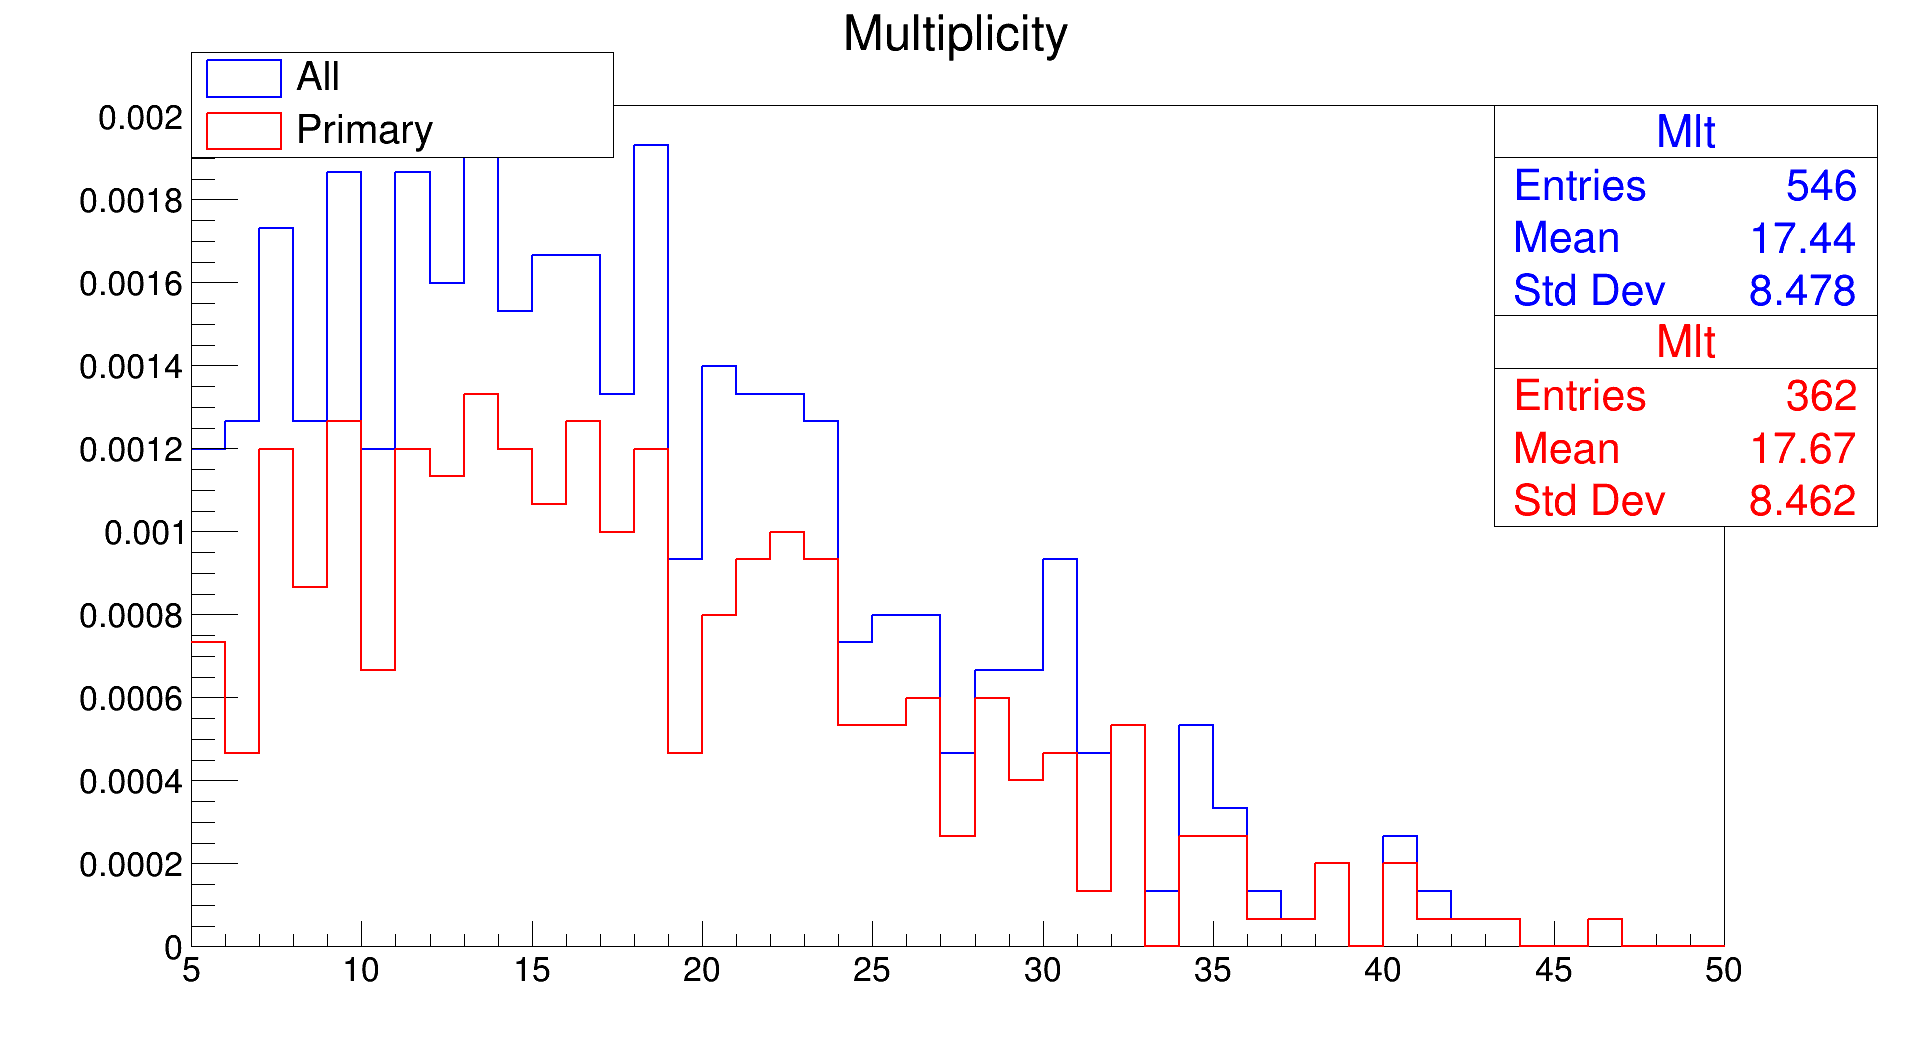 Multiplicity
All
Primary
0.002
0.0018
0.0016
0.0014
0.0012
0.001
0.0008
0.0006
0.0004
0.0002
0
5 10 15 20 25 30 35 40 45 50
Mlt
Entries 546
Mean 17.44
Std Dev 8.478
Mlt
Entries 362
Mean 17.67
Std Dev 8.462